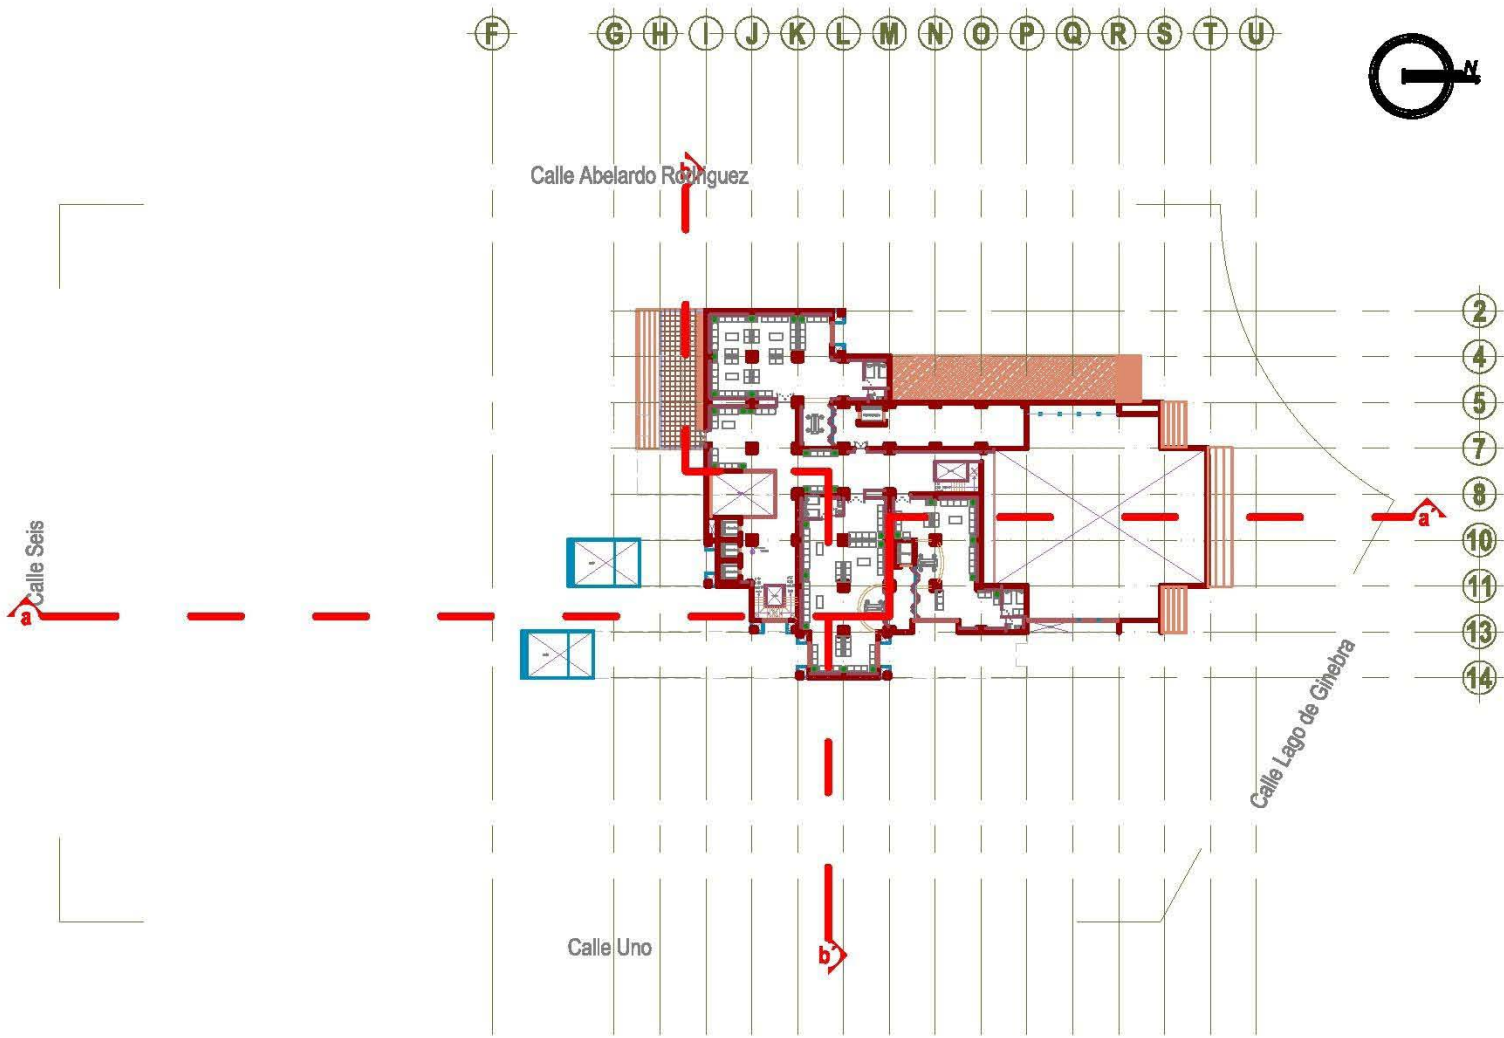 F G H I J K L M N O P Q R S T U
N
Calle Abelardo Rodriguez
b
2
4
5
7
8
a'
10
Calle Seis
11
a
13
14
Calle Lago de Ginebra
Calle Uno
b'